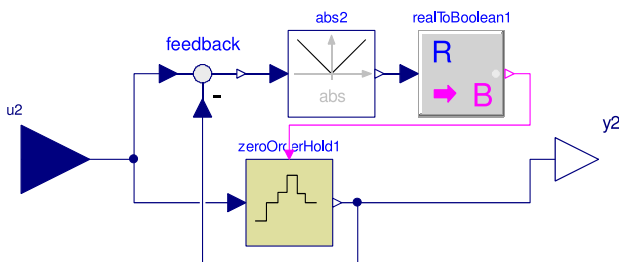 abs2
realToBoolean1
feedback
R
abs
B
-
u2
y2
zeroOrderHold1